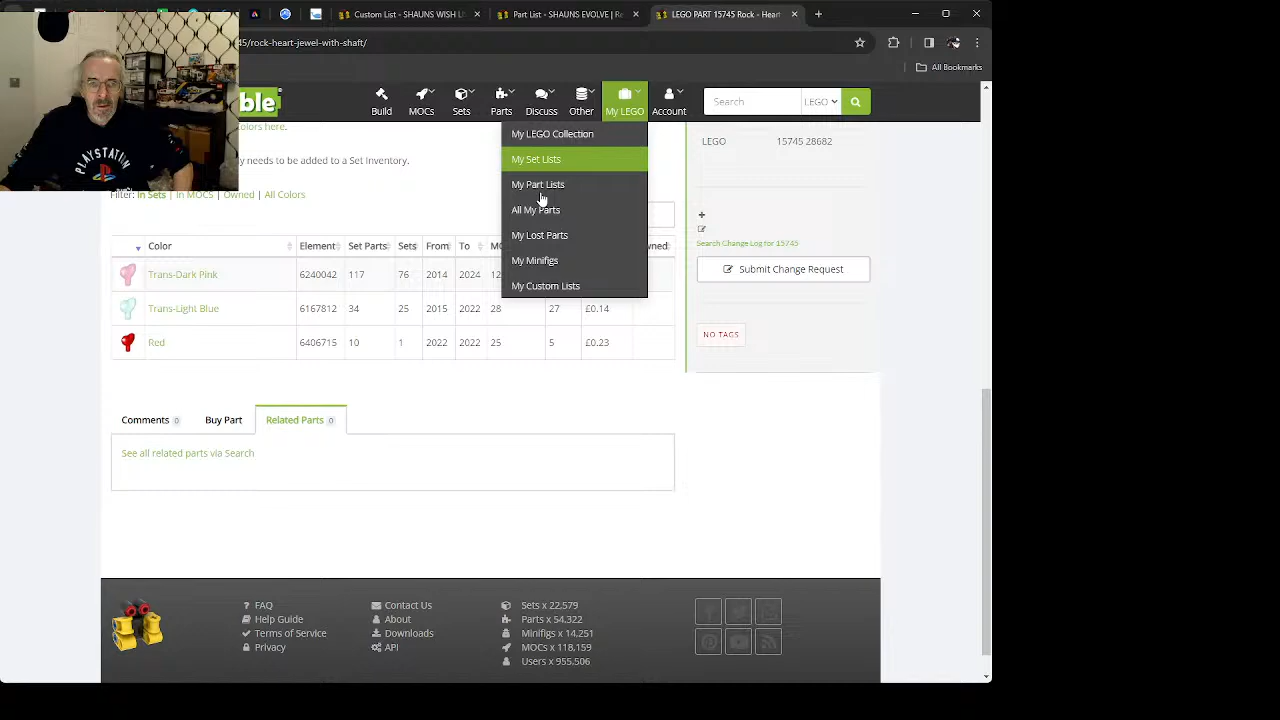 Custom List - SHAUNS WISH L
Part List - SHAUNS EVOLVE | Re
LEGO PART 15745 Rock - Heart
45/rock-heart-jewel-with-shaft/
All Bookmarks
ble
Build
MOCs
Sets
Parts
Discuss
Other
My LEGO
Account
Search
LEGO
My LEGO Collection
My Set Lists
My Part Lists
All My Parts
My Lost Parts
My Minifigs
My Custom Lists
PLAYSTATION
olors here.
y needs to be added to a Set Inventory.
Filter: In Sets | In MOCS | Owned | All Colors
LEGO 15745 28682
Search Change Log for 15745
Submit Change Request
NO TAGS
Color Element Set Parts Sets From To MO wned
Trans-Dark Pink 6240042 117 76 2014 2024 12
Trans-Light Blue 6167812 34 25 2015 2022 28 27 £0.14
Red 6406715 10 1 2022 2022 25 5 £0.23
Comments 0
Buy Part
Related Parts 0
See all related parts via Search
FAQ
Help Guide
Terms of Service
Privacy
Contact Us
About
Downloads
API
Sets x 22,579
Parts x 54,322
Minifigs x 14,251
MOCs x 118,159
Users x 955,506